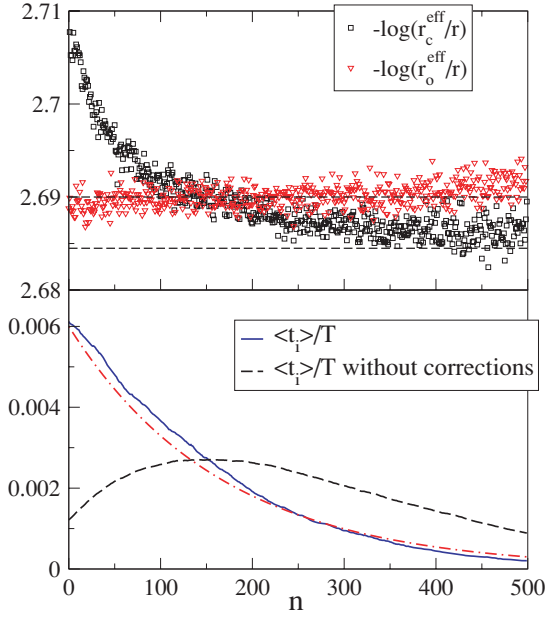 2.71
-log(r_c^eff/r)
-log(r_o^eff/r)
2.7
2.69
2.68
0.006
<t_i>/T
<t_i>/T without corrections
0.004
0.002
0
0 100 200 300 400 500
n